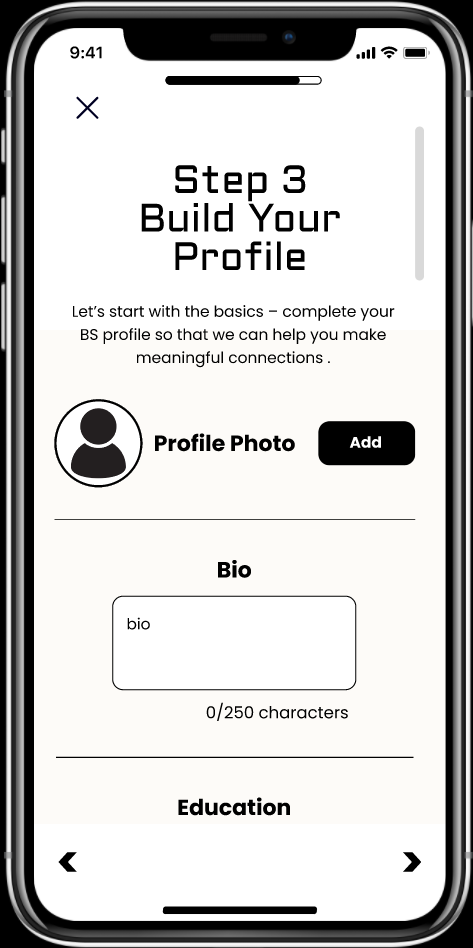 9:41
Step 3
Build Your
Profile
Let's start with the basics – complete your
BS profile so that we can help you make
meaningful connections .
Profile Photo
Add
Bio
bio
0/250 characters
Education